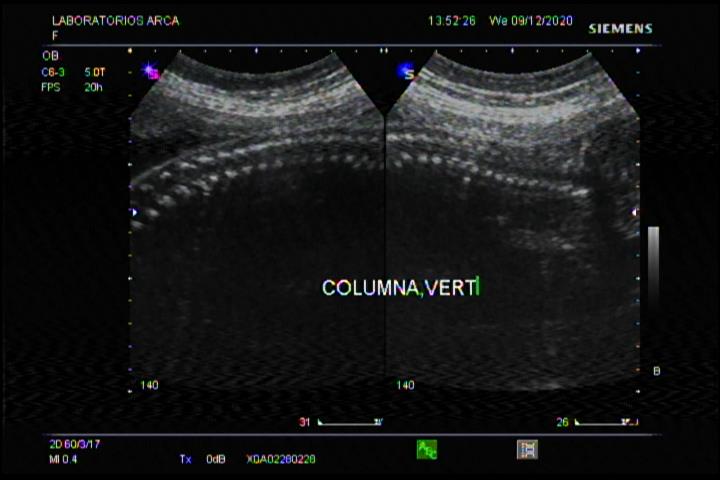 LABORATORIOS ARCA
F
13:52:26 We 09/12/2020
SIEMENS
OB
C6-3 5.0T
FPS 20h
S
S
COLUMNA,VERT
140
140
B
31
26
2D 60/3/17
MI 0.4
Tx 0dB XDA02280228
ABC